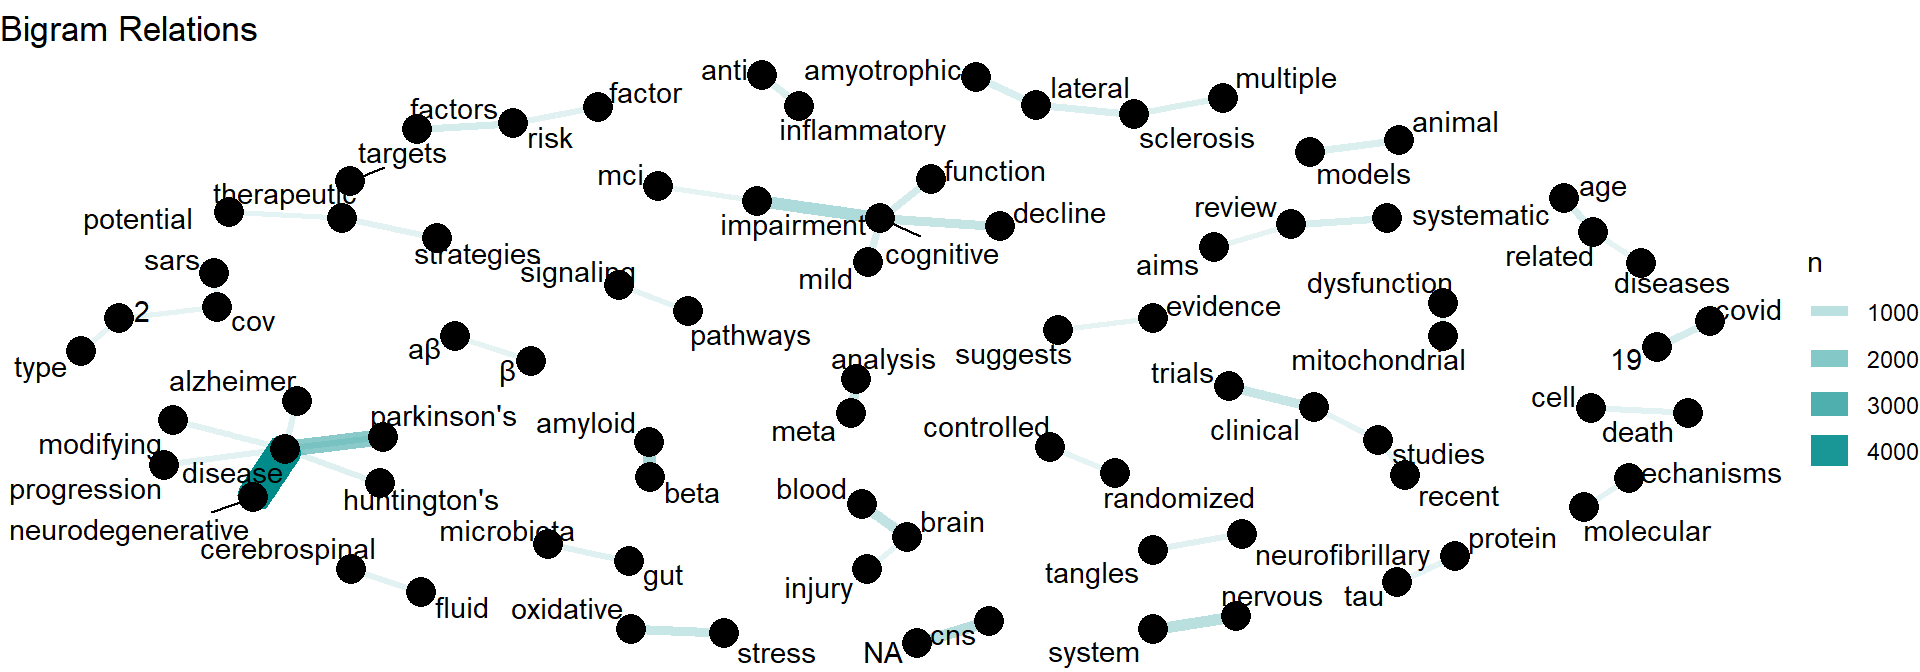 Bigram Relations
anti
amyotrophic
multiple
factor
lateral
factors
inflammatory
sclerosis
animal
risk
targets
mci
function
models
age
therapeutic
potential
impairment
decline
review
systematic
strategies
cognitive
related
sars
signaling
mild
aims
dysfunction
diseases
n
2
cov
evidence
covid
1000
type
aβ
pathways
suggests
mitochondrial
19
2000
β
analysis
trials
alzheimer
parkinson's
amyloid
meta
controlled
clinical
cell
death
3000
modifying
disease
studies
4000
progression
huntington's
beta
blood
randomized
recent
echanisms
neurodegenerative
microbiota
brain
molecular
cerebrospinal
gut
injury
tangles
neurofibrillary
protein
fluid
oxidative
nervous
tau
stress
NA
cns
system